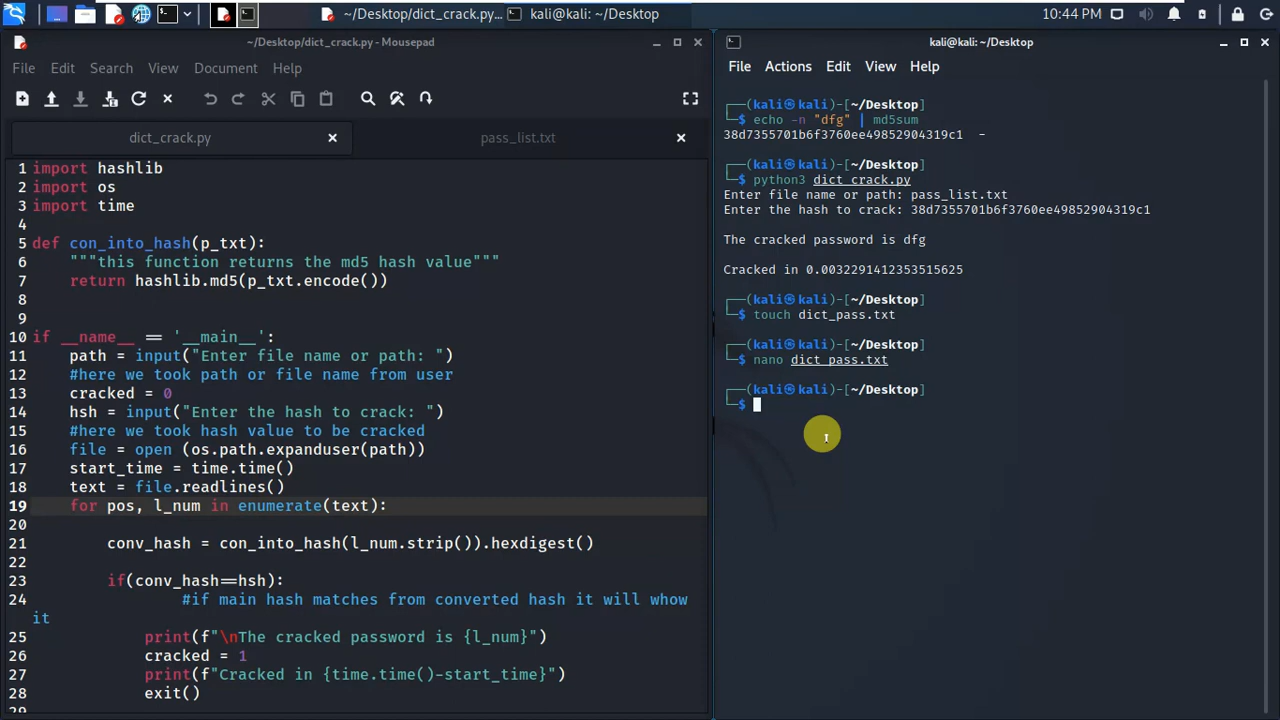 ~/Desktop/dict_crack.py...
kali@kali: ~/Desktop
10:44 PM
~/Desktop/dict_crack.py - Mousepad
File Edit Search View Document Help
dict_crack.py
pass_list.txt
1 import hashlib
2 import os
3 import time
4
5 def con_into_hash(p_txt):
6 """this function returns the md5 hash value"""
7 return hashlib.md5(p_txt.encode())
8
9
10 if __name__ == '__main__':
11 path = input("Enter file name or path: ")
12 #here we took path or file name from user
13 cracked = 0
14 hsh = input("Enter the hash to crack: ")
15 #here we took hash value to be cracked
16 file = open (os.path.expanduser(path))
17 start_time = time.time()
18 text = file.readlines()
19 for pos, l_num in enumerate(text):
20
21 conv_hash = con_into_hash(l_num.strip()).hexdigest()
22
23 if(conv_hash==hsh):
24 #if main hash matches from converted hash it will whow
it
25 print(f"\nThe cracked password is {l_num}")
26 cracked = 1
27 print(f"Cracked in {time.time()-start_time}")
28 exit()
29
kali@kali: ~/Desktop
File Actions Edit View Help
┌──(kali㉿kali)-[~/Desktop]
└─$ echo -n "dfg" | md5sum
38d7355701b6f3760ee49852904319c1  -
┌──(kali㉿kali)-[~/Desktop]
└─$ python3 dict_crack.py
Enter file name or path: pass_list.txt
Enter the hash to crack: 38d7355701b6f3760ee49852904319c1
The cracked password is dfg
Cracked in 0.0032291412353515625
┌──(kali㉿kali)-[~/Desktop]
└─$ touch dict_pass.txt
┌──(kali㉿kali)-[~/Desktop]
└─$ nano dict_pass.txt
┌──(kali㉿kali)-[~/Desktop]
└─$